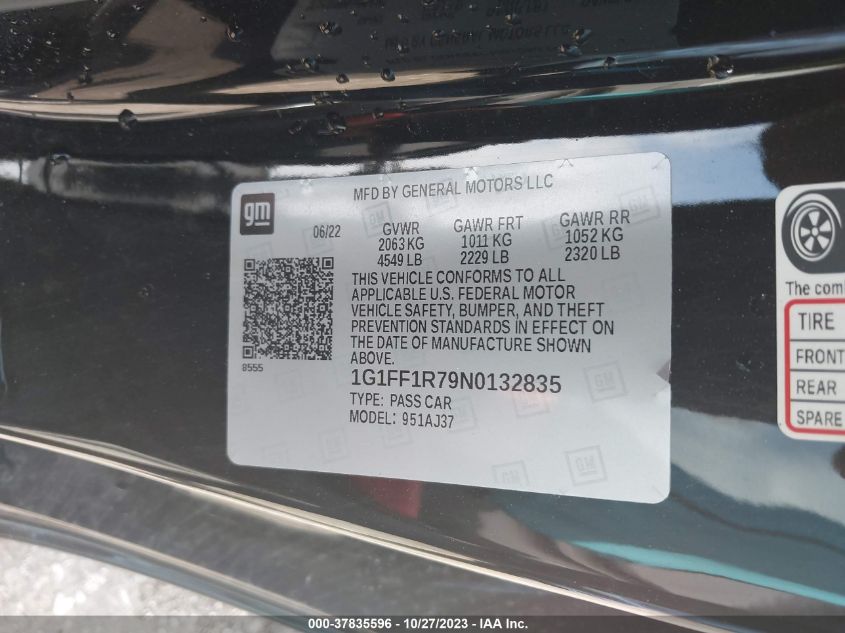 MFD BY GENERAL MOTORS LLC
gm
06/22
GVWR GAWR FRT GAWR RR
2063 KG 1011 KG 1052 KG
4549 LB 2229 LB 2320 LB
THIS VEHICLE CONFORMS TO ALL
APPLICABLE U.S. FEDERAL MOTOR
VEHICLE SAFETY, BUMPER, AND THEFT
PREVENTION STANDARDS IN EFFECT ON
THE DATE OF MANUFACTURE SHOWN
ABOVE.
8555
1G1FF1R79N0132835
TYPE: PASS CAR
MODEL: 951AJ37
The
TIRE
FRONT
REAR
SPARE
000-37835596 - 10/27/2023 - IAAI Inc.